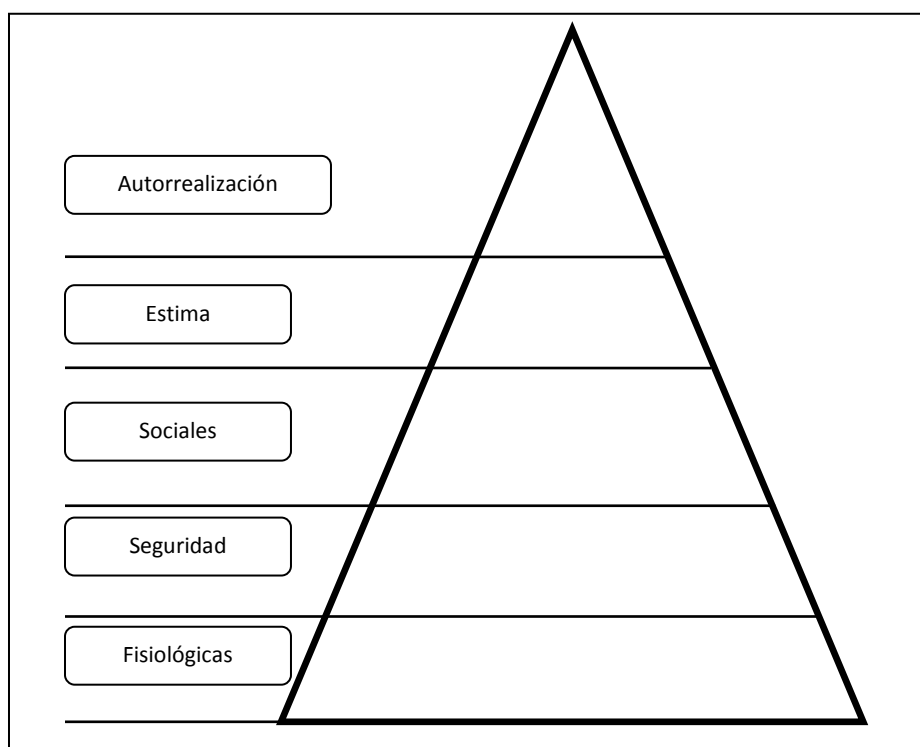 Autorrealización
Estima
Sociales
Seguridad
Fisiológicas